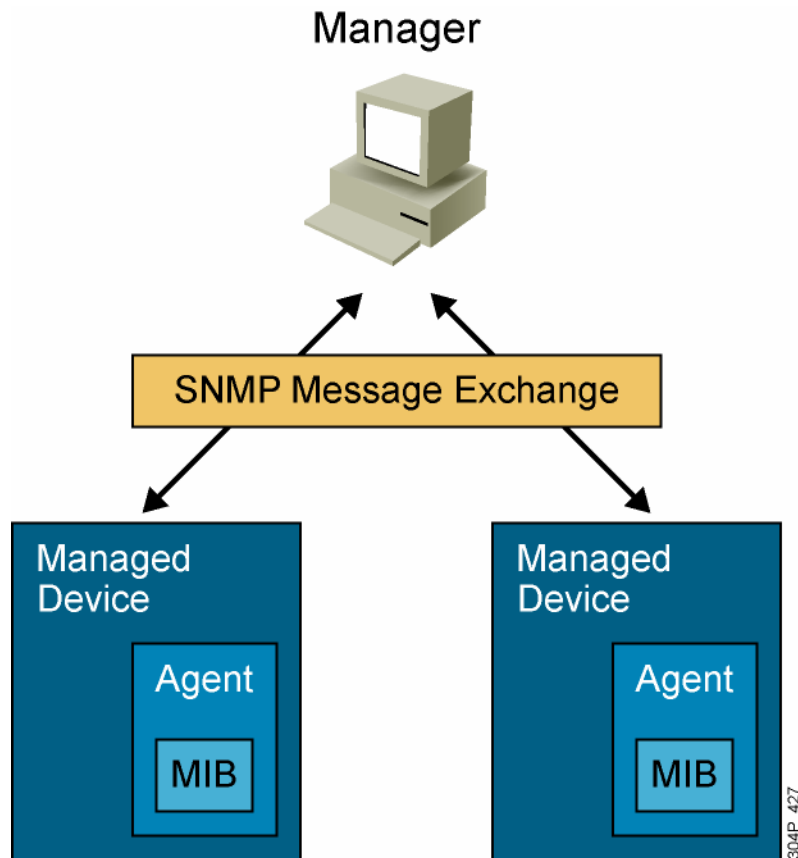 Manager
SNMP Message Exchange
Managed
Device
Agent
MIB
Managed
Device
Agent
MIB
304P_427